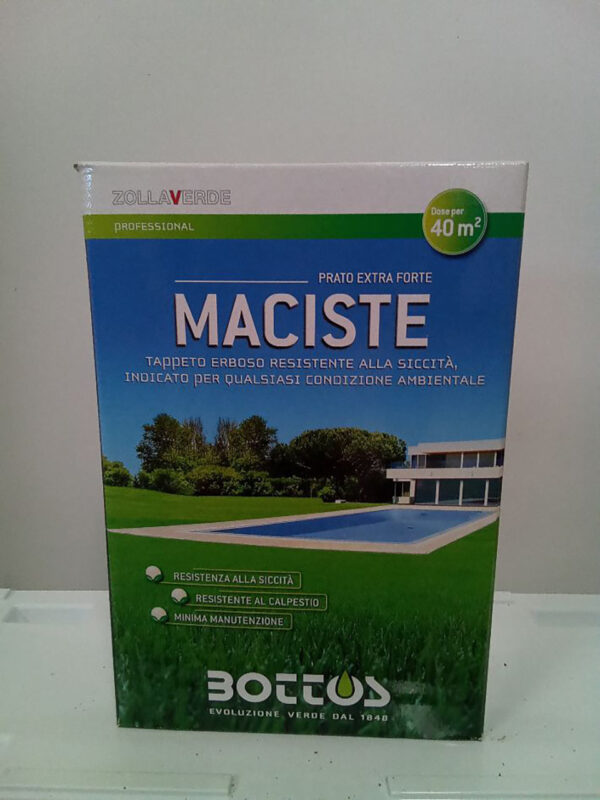 ZOLLAVERDE
PROFESSIONAL
Dose per
40 m²
PRATO EXTRA FORTE
MACISTE
TAPPETO ERBOSO RESISTENTE ALLA SICCITÀ,
INDICATO PER QUALSIASI CONDIZIONE AMBIENTALE
RESISTENZA ALLA SICCITÀ
RESISTENTE AL CALPESTIO
MINIMA MANUTENZIONE
BOTTOS
EVOLUZIONE VERDE DAL 1848